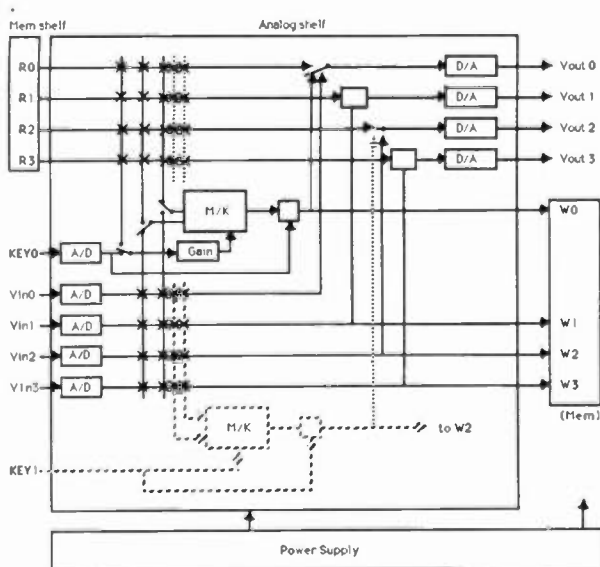 Mem shelf
Analog shelf
R0
D/A
Vout 0
R1
D/A
Vout 1
R2
D/A
Vout 2
R3
D/A
Vout 3
M/K
W0
KEY0
A/D
Gain
Vin0
A/D
Vin1
A/D
W1
Vin2
A/D
W2
Vin3
A/D
W3
(Mem)
M/K
to W2
KEY1
Power Supply